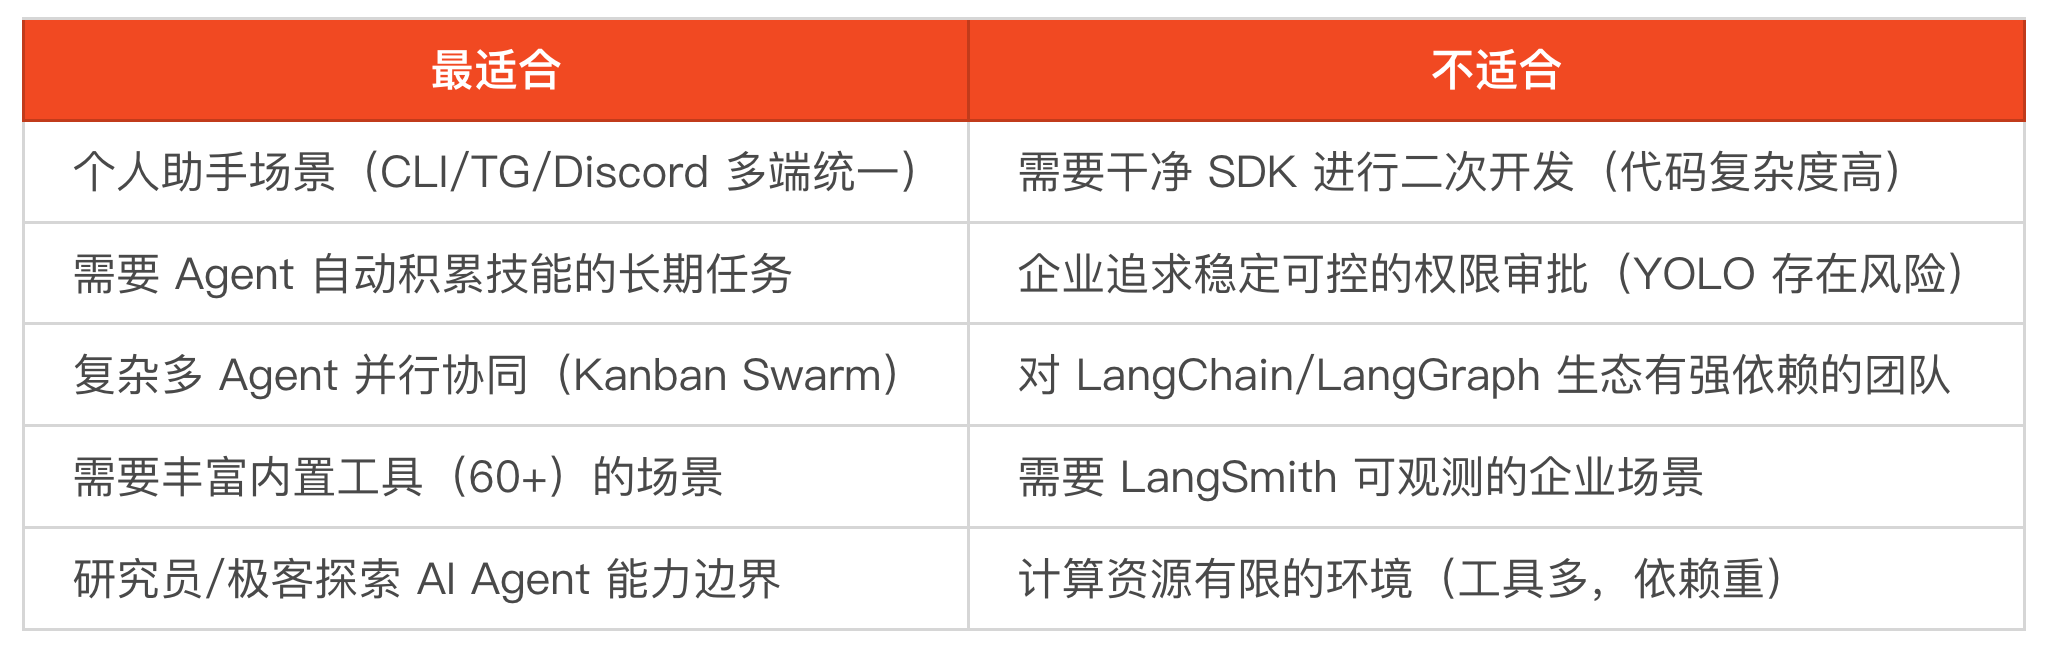 最适合
不适合
个人助手场景（CLI/TG/Discord 多端统一）
需要干净 SDK 进行二次开发（代码复杂度高）
需要 Agent 自动积累技能的长期任务
企业追求稳定可控的权限审批（YOLO 存在风险）
复杂多 Agent 并行协同（Kanban Swarm）
对 LangChain/LangGraph 生态有强依赖的团队
需要丰富内置工具（60+）的场景
需要 LangSmith 可观测的企业场景
研究员/极客探索 AI Agent 能力边界
计算资源有限的环境（工具多，依赖重）